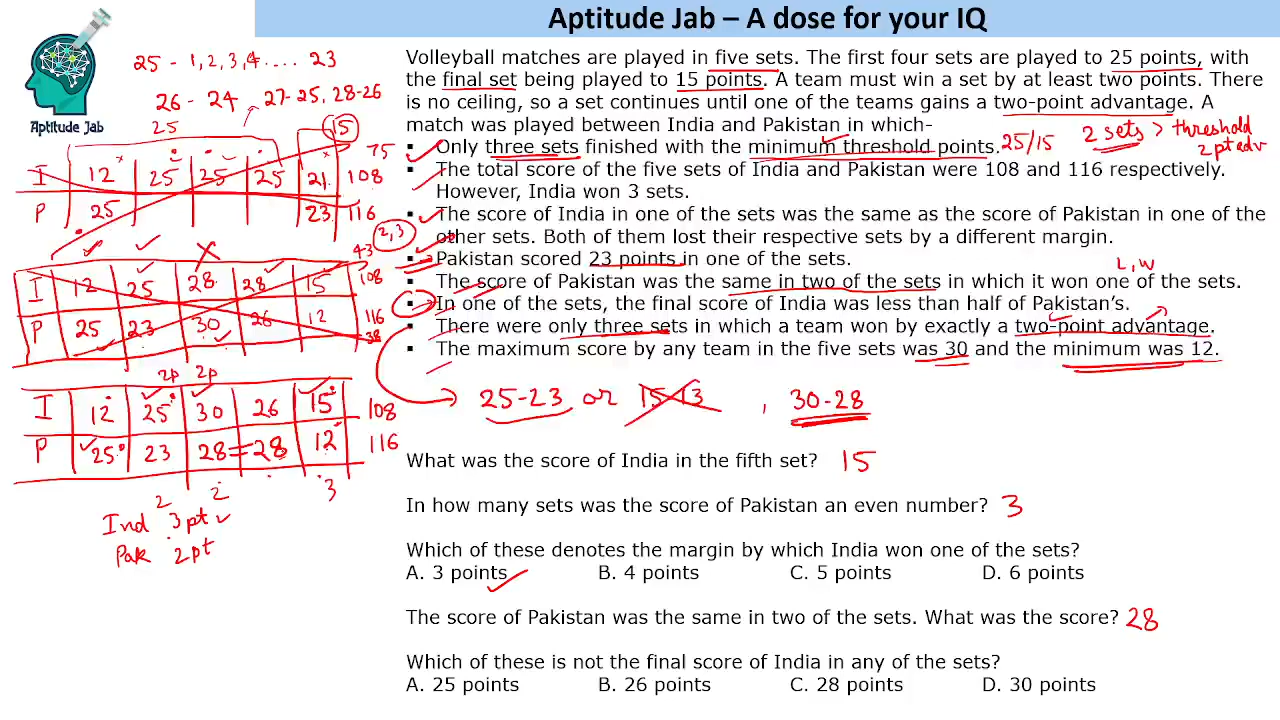 Aptitude Jab – A dose for your IQ
Aptitude Jab
25 - 1, 2, 3, 4 .... 23
26 - 24
27-25, 28-26
25
15
I 12 25 25 25 21 108
75
P 25 23 116
2, 3
43
I 12 25 28 28 15 108
P 25 23 30 26 12 116
38
2p 2p
I 12 25 30 26 15 108
P 25 23 28 = 28 12 116
2 2 3
Ind 3pt
Pak 2pt
Volleyball matches are played in five sets. The first four sets are played to 25 points, with
the final set being played to 15 points. A team must win a set by at least two points. There
is no ceiling, so a set continues until one of the teams gains a two-point advantage. A
match was played between India and Pakistan in which-
▪ Only three sets finished with the minimum threshold points.
25/15 2 sets > threshold
2pt adv
▪ The total score of the five sets of India and Pakistan were 108 and 116 respectively.
However, India won 3 sets.
▪ The score of India in one of the sets was the same as the score of Pakistan in one of the
other sets. Both of them lost their respective sets by a different margin.
▪ Pakistan scored 23 points in one of the sets.
L, W
▪ The score of Pakistan was the same in two of the sets in which it won one of the sets.
▪ In one of the sets, the final score of India was less than half of Pakistan's.
▪ There were only three sets in which a team won by exactly a two-point advantage.
▪ The maximum score by any team in the five sets was 30 and the minimum was 12.
25-23 or 15-13 , 30-28
What was the score of India in the fifth set? 15
In how many sets was the score of Pakistan an even number? 3
Which of these denotes the margin by which India won one of the sets?
A. 3 points B. 4 points C. 5 points D. 6 points
The score of Pakistan was the same in two of the sets. What was the score? 28
Which of these is not the final score of India in any of the sets?
A. 25 points B. 26 points C. 28 points D. 30 points